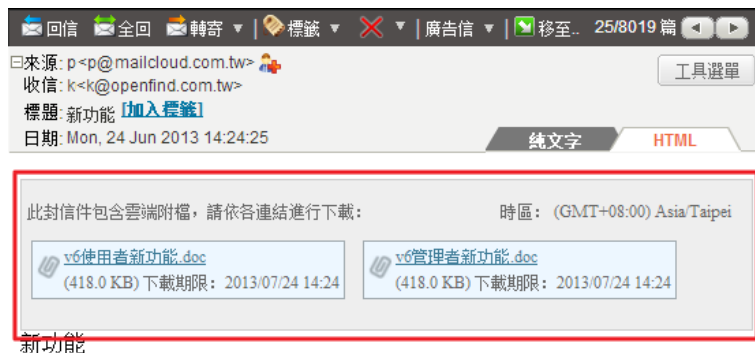 回信 全回 轉寄 ▼ | 標籤 ▼ ▼ | 廣告信 ▼ | 移至.. 25/8019 篇
來源: p<p@mailcloud.com.tw>
工具選單
收信: k<k@openfind.com.tw>
標題: 新功能 [加入標籤]
日期: Mon, 24 Jun 2013 14:24:25
純文字 HTML
此封信件包含雲端附檔，請依各連結進行下載： 時區： (GMT+08:00) Asia/Taipei
v6使用者新功能.doc v6管理者新功能.doc
(418.0 KB) 下載期限： 2013/07/24 14:24 (418.0 KB) 下載期限： 2013/07/24 14:24
新功能